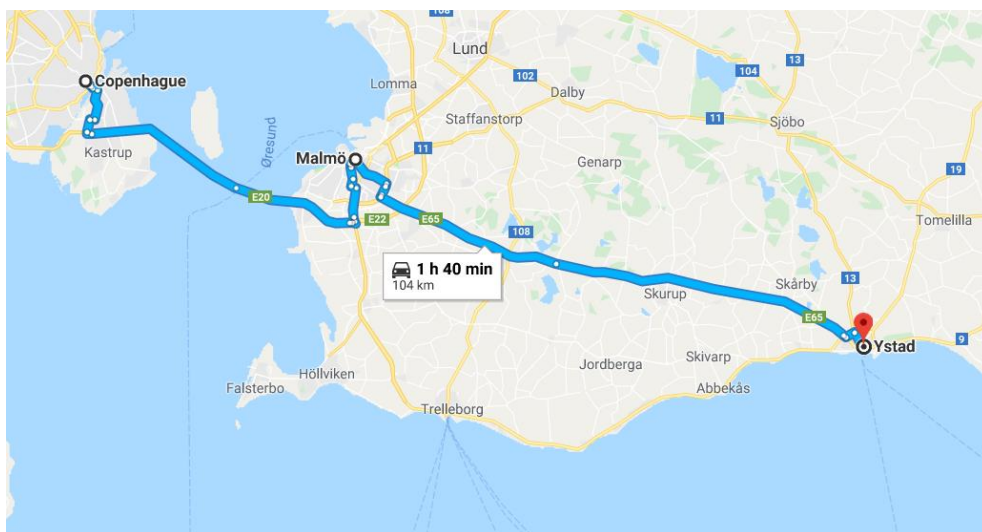 108
13
Lund
104
Copenhague
Lomma
102
Dalby
11
Sjöbo
Staffanstorp
Øresund
11
Kastrup
Malmö
Genarp
19
E20
E22
E65
108
Tomelilla
1 h 40 min
104 km
13
Skårby
Skurup
E65
Ystad
9
Jordberga
Skivarp
Höllviken
Falsterbo
Abbekås
Trelleborg